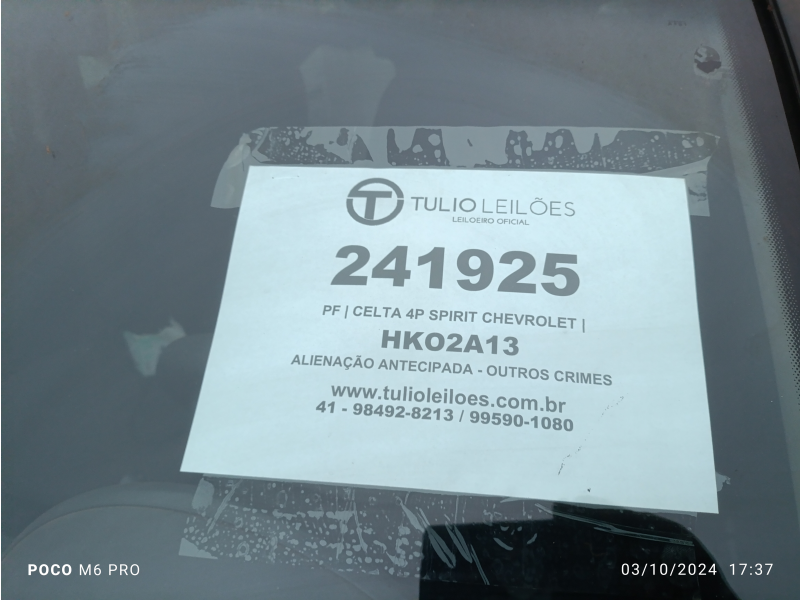 TULIO LEILÕES
LEILOEIRO OFICIAL
241925
PF | CELTA 4P SPIRIT CHEVROLET |
HKO2A13
ALIENAÇÃO ANTECIPADA - OUTROS CRIMES
www.tulioleiloes.com.br
41 - 98492-8213 / 99590-1080
POCO M6 PRO
03/10/2024 17:37